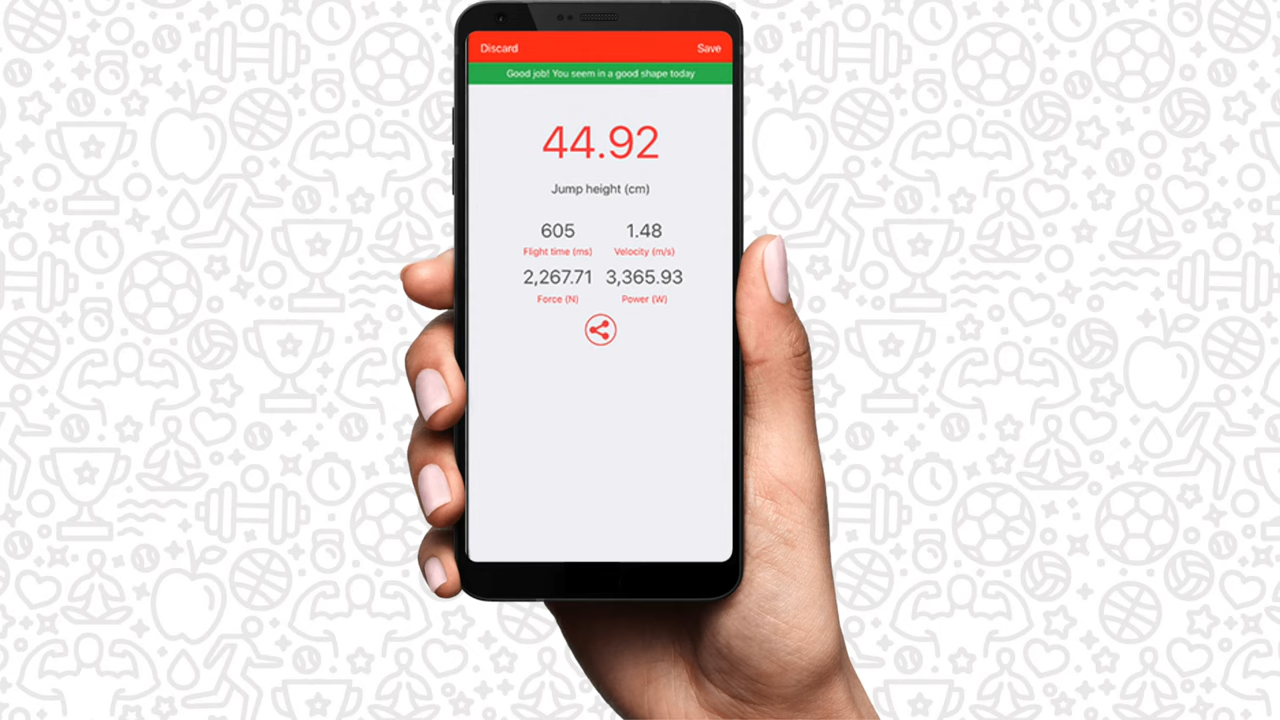 Discard Save
Good job! You seem in a good shape today
44.92
Jump height (cm)
605 1.48
Flight time (ms) Velocity (m/s)
2,267.71 3,365.93
Force (N) Power (W)